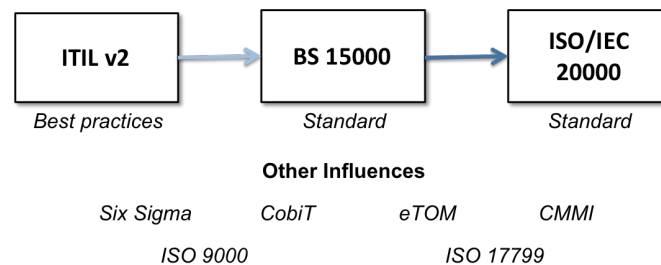 ITIL v2
BS 15000
ISO/IEC
20000
Best practices
Standard
Standard
Other Influences
Six Sigma
CobiT
eTOM
CMMI
ISO 9000
ISO 17799